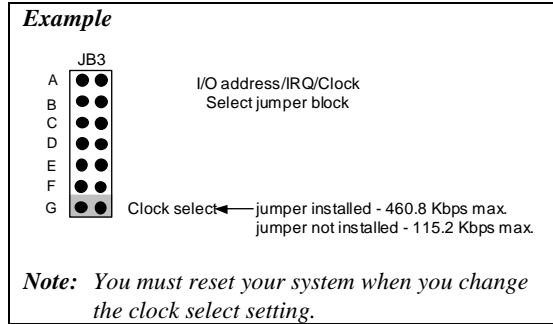 Example
JB3
A
I/O address/IRQ/Clock
B
Select jumper block
C
D
E
F
G
Clock select
jumper installed - 460.8 Kbps max.
jumper not installed - 115.2 Kbps max.
Note: You must reset your system when you change
the clock select setting.